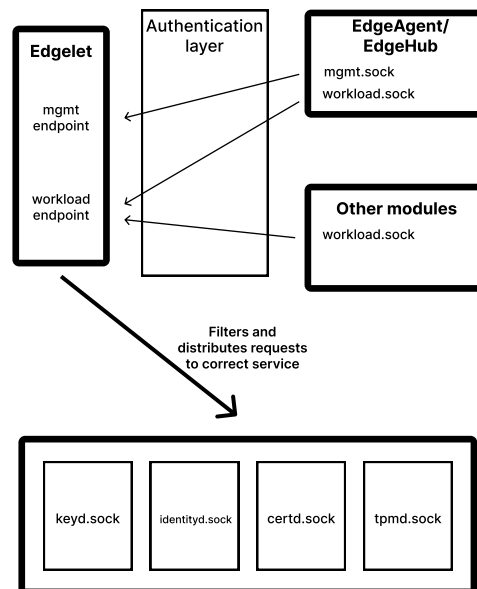 Edgelet
mgmt
endpoint
workload
endpoint
Authentication
layer
EdgeAgent/
EdgeHub
mgmt.sock
workload.sock
Other modules
workload.sock
Filters and
distributes requests
to correct service
keyd.sock
identityd.sock
certd.sock
tpmd.sock